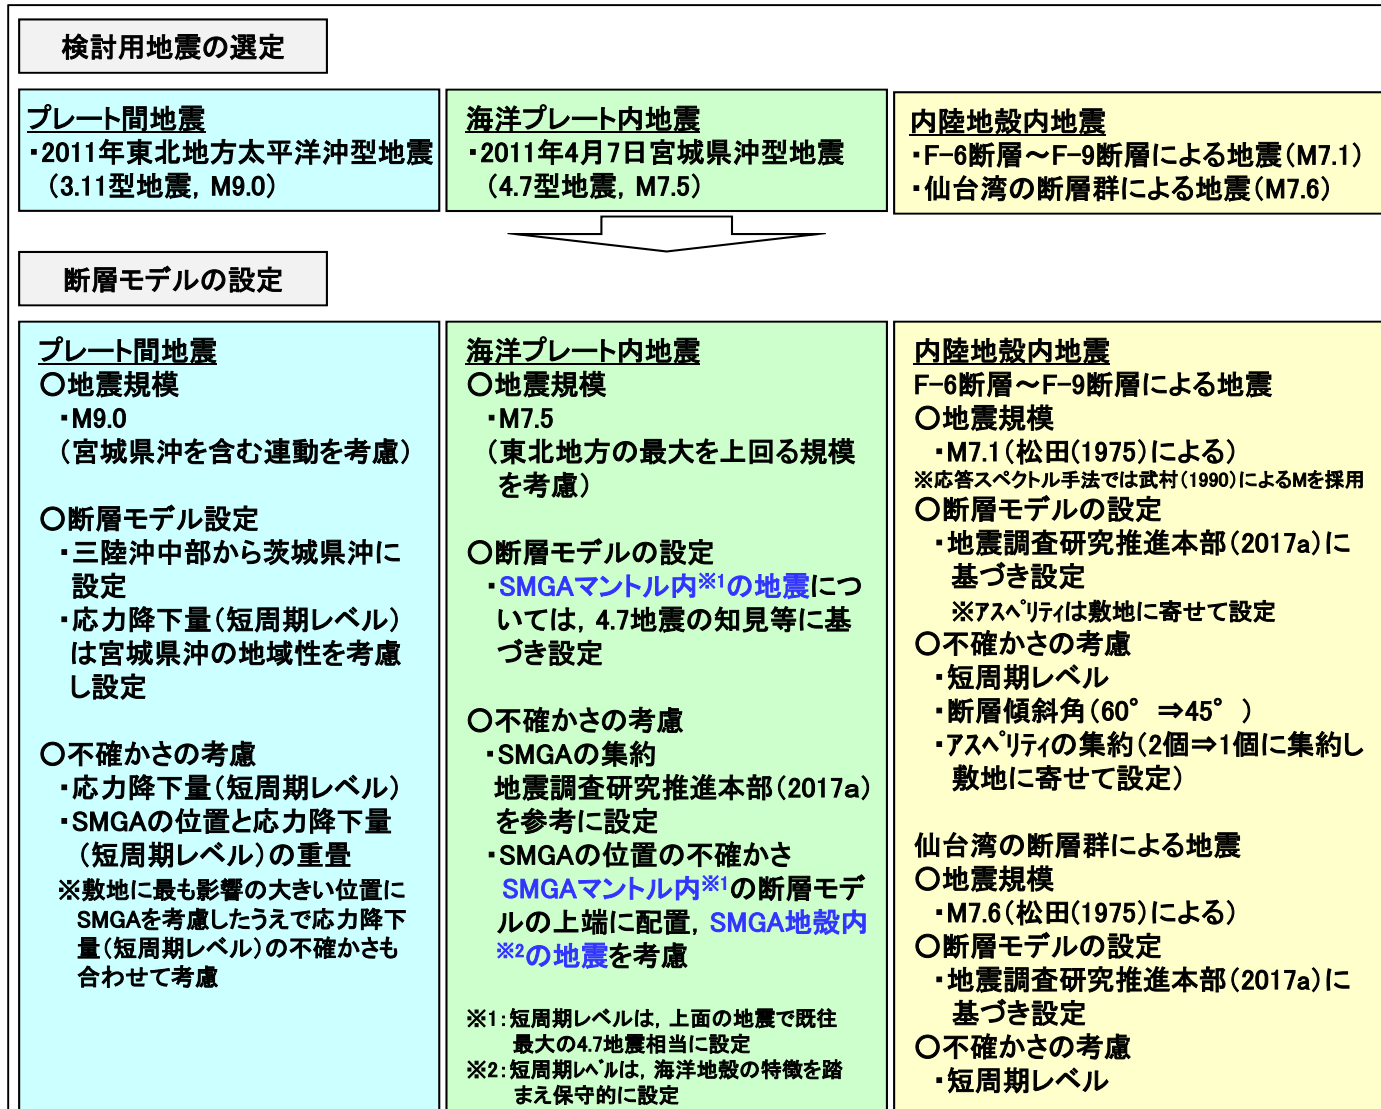 検討用地震の選定
プレート間地震
・2011年東北地方太平洋沖型地震
（3.11型地震，M9.0）
海洋プレート内地震
・2011年4月7日宮城県沖型地震
（4.7型地震，M7.5）
内陸地殻内地震
・F-6断層～F-9断層による地震（M7.1）
・仙台湾の断層群による地震（M7.6）
断層モデルの設定
プレート間地震
○地震規模
・M9.0
（宮城県沖を含む連動を考慮）
○断層モデル設定
・三陸沖中部から茨城県沖に
設定
・応力降下量（短周期レベル）
は宮城県沖の地域性を考慮
し設定
○不確かさの考慮
・応力降下量（短周期レベル）
・SMGAの位置と応力降下量
（短周期レベル）の重畳
※敷地に最も影響の大きい位置に
SMGAを考慮したうえで応力降下
量（短周期レベル）の不確かさも
合わせて考慮
海洋プレート内地震
○地震規模
・M7.5
（東北地方の最大を上回る規模
を考慮）
○断層モデルの設定
・SMGAマントル内※1の地震につ
いては，4.7地震の知見等に基
づき設定
○不確かさの考慮
・SMGAの集約
地震調査研究推進本部（2017a）
を参考に設定
・SMGAの位置の不確かさ
SMGAマントル内※1の断層モデ
ルの上端に配置，SMGA地殻内
※2の地震を考慮
※1：短周期レベルは，上面の地震で既往
最大の4.7地震相当に設定
※2：短周期レベルは，海洋地殻の特徴を踏
まえ保守的に設定
内陸地殻内地震
F-6断層～F-9断層による地震
○地震規模
・M7.1（松田(1975)による）
※応答スペクトル手法では武村（1990）によるMを採用
○断層モデルの設定
・地震調査研究推進本部（2017a）に
基づき設定
※アスペリティは敷地に寄せて設定
○不確かさの考慮
・短周期レベル
・断層傾斜角（60° ⇒45° ）
・アスペリティの集約（2個⇒1個に集約し
敷地に寄せて設定）
仙台湾の断層群による地震
○地震規模
・M7.6（松田(1975)による）
○断層モデルの設定
・地震調査研究推進本部（2017a）に
基づき設定
○不確かさの考慮
・短周期レベル